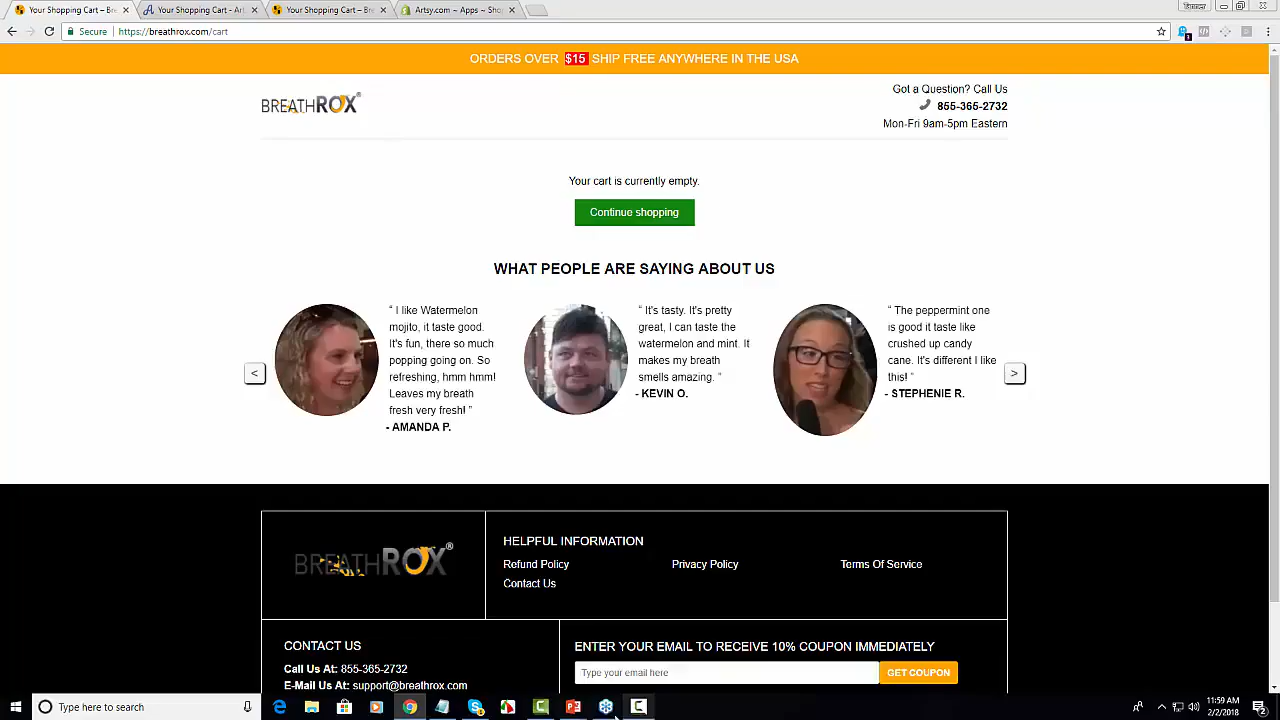 Your Shopping Cart – B
Your Shopping Cart - Arl
Your Shopping Cart – Bre
Artsy.com ~ Apps ~ Shop
Secure
https://breathrox.com/cart
ORDERS OVER $15 SHIP FREE ANYWHERE IN THE USA
BREATHROX®
Got a Question? Call Us
855-365-2732
Mon-Fri 9am-5pm Eastern
Your cart is currently empty.
Continue shopping
WHAT PEOPLE ARE SAYING ABOUT US
<
“ I like Watermelon
mojito, it taste good.
It's fun, there so much
popping going on. So
refreshing, hmm hmm!
Leaves my breath
fresh very fresh! ”
- AMANDA P.
“ It's tasty. It's pretty
great, I can taste the
watermelon and mint. It
makes my breath
smells amazing. ”
- KEVIN O.
“ The peppermint one
is good it taste like
crushed up candy
cane. It's different I like
this! ”
- STEPHENIE R.
>
BREATHROX®
HELPFUL INFORMATION
Refund Policy
Privacy Policy
Terms Of Service
Contact Us
CONTACT US
Call Us At: 855-365-2732
E-Mail Us At: support@breathrox.com
ENTER YOUR EMAIL TO RECEIVE 10% COUPON IMMEDIATELY
Type your email here
GET COUPON
Type here to search
11:59 AM
2/2/2018